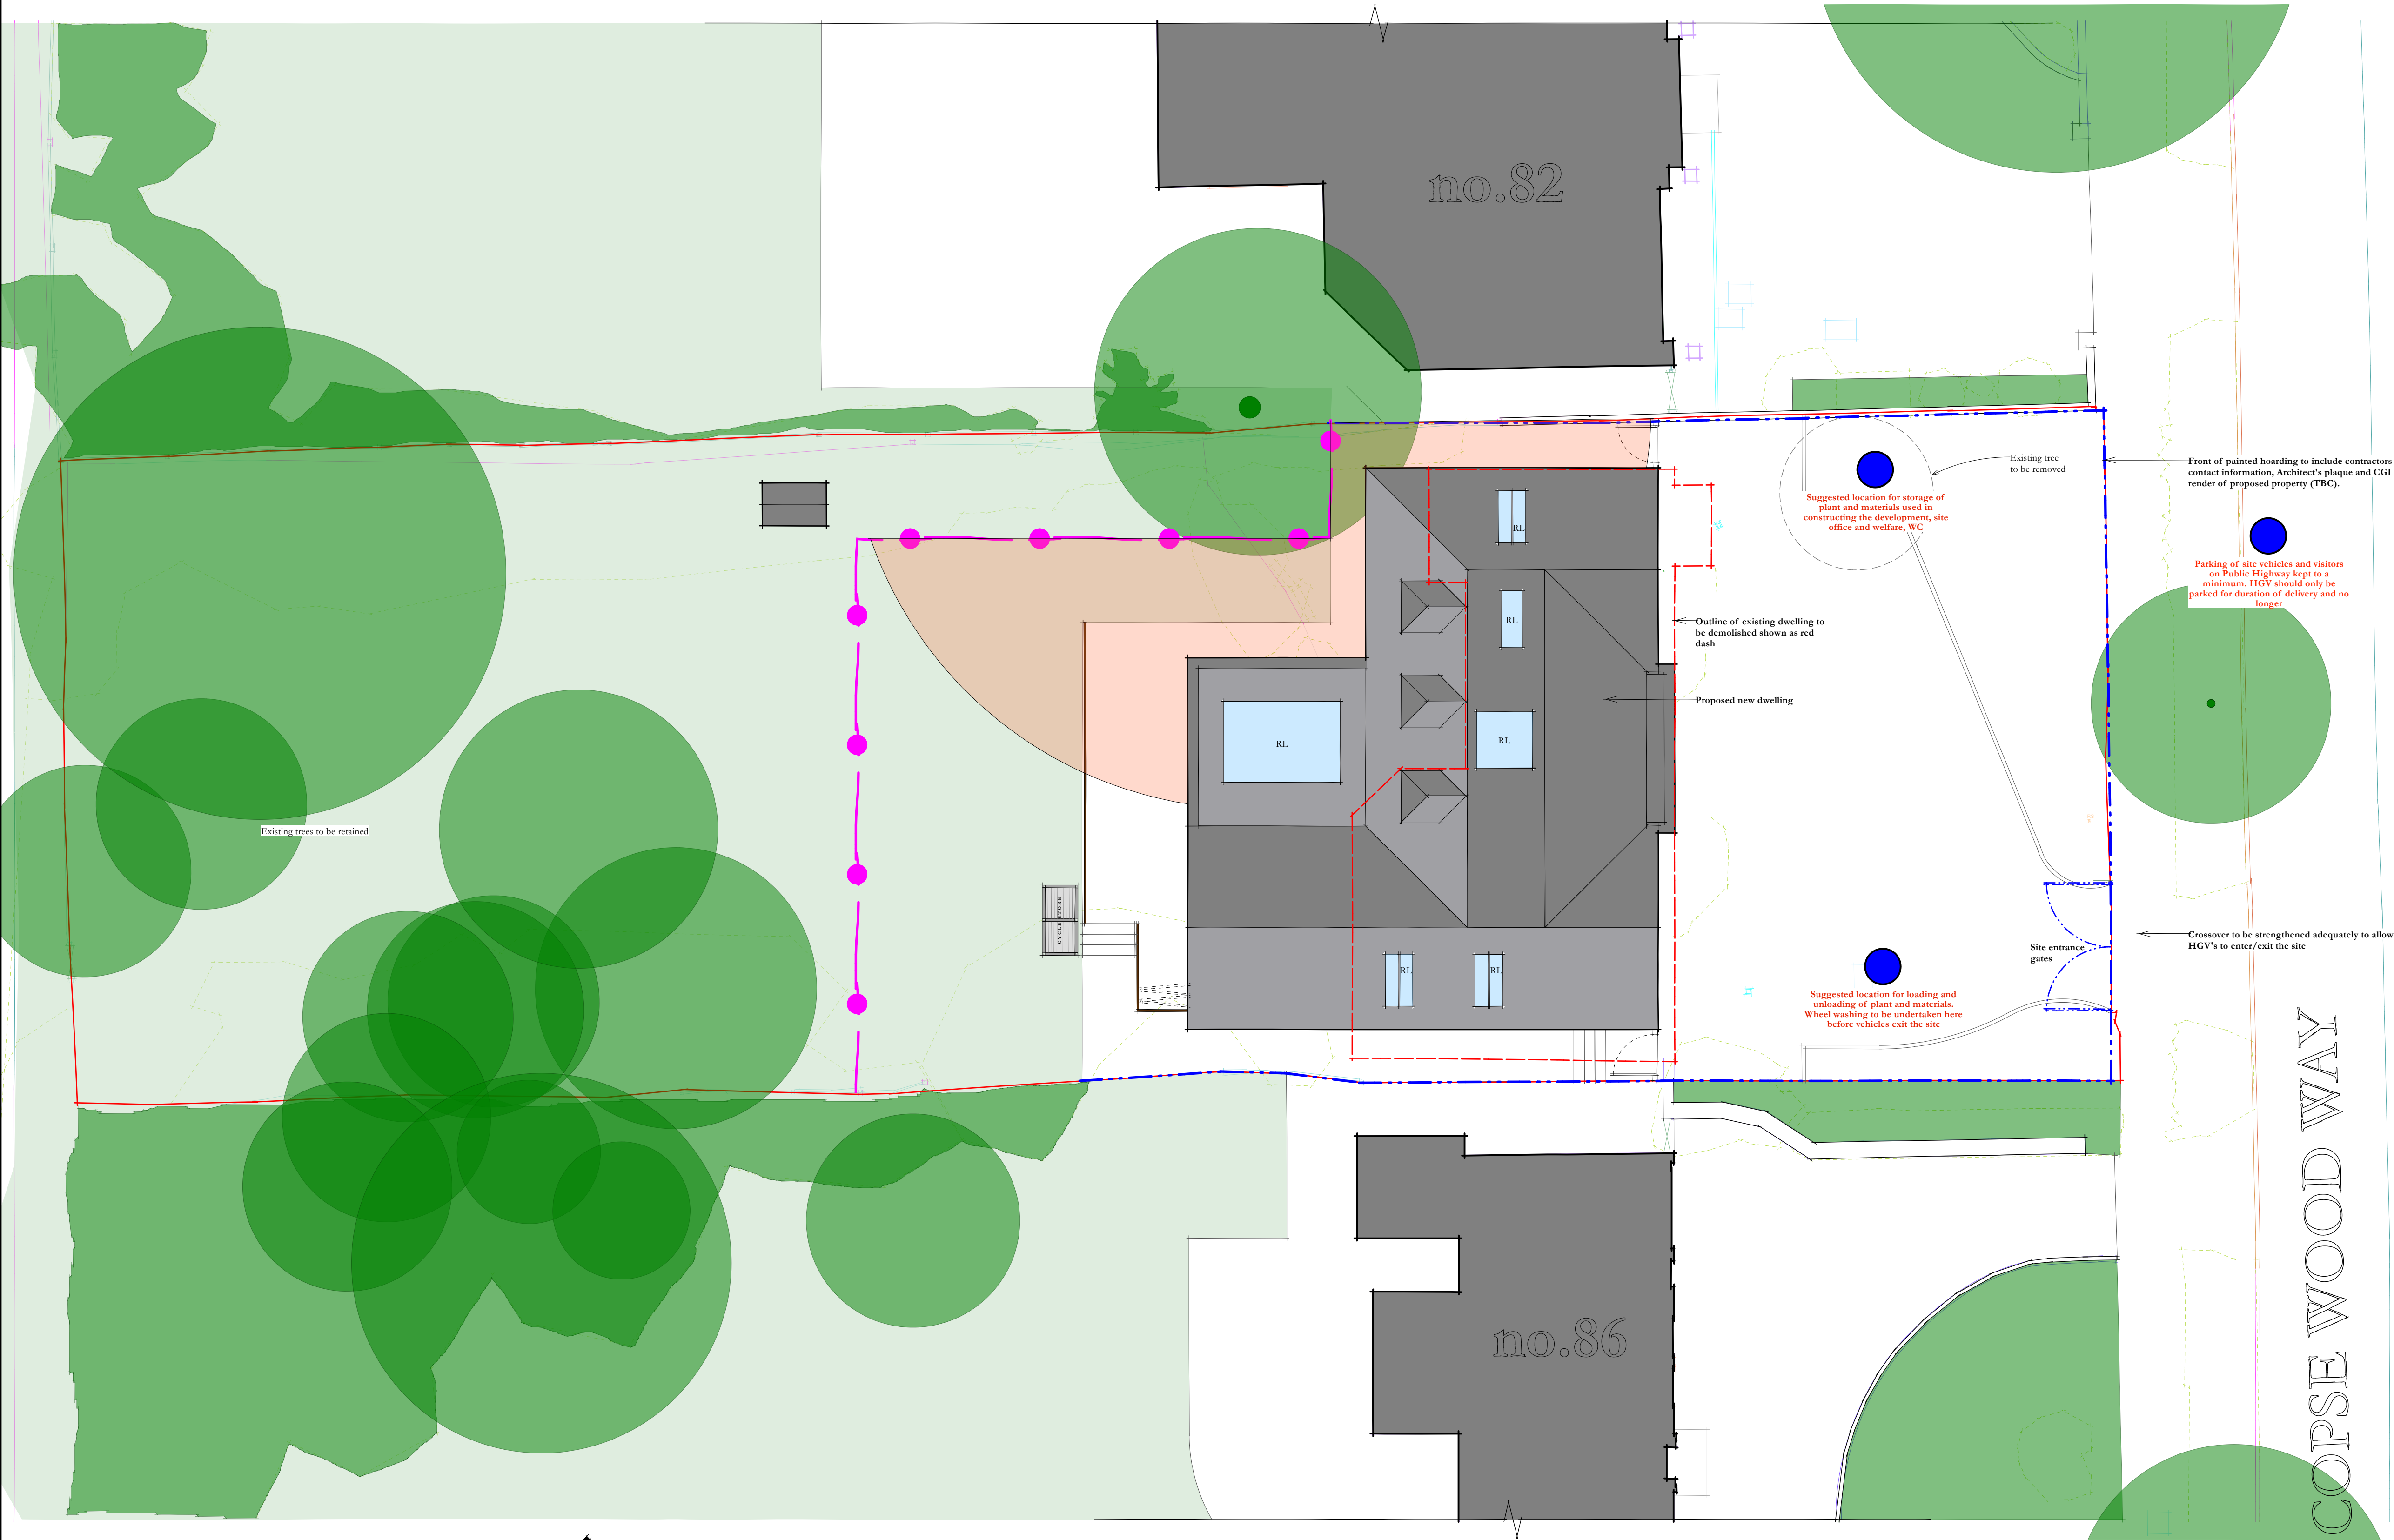 no.82
Existing tree
to be removed
Front of painted hoarding to include contractors
contact information, Architect's plaque and CGI
render of proposed property (TBC).
Suggested location for storage of
plant and materials used in
constructing the development, site
office and welfare, WC
RL
Parking of site vehicles and visitors
on Public Highway kept to a
minimum. HGV should only be
parked for duration of delivery and no
longer
RL
Outline of existing dwelling to
be demolished shown as red
dash
Proposed new dwelling
RL
RL
Existing trees to be retained
CYCLE STORE
Site entrance
gates
Crossover to be strengthened adequately to allow
HGV's to enter/exit the site
RL
RL
Suggested location for loading and
unloading of plant and materials.
Wheel washing to be undertaken here
before vehicles exit the site
COPSE WOOD WAY
no.86